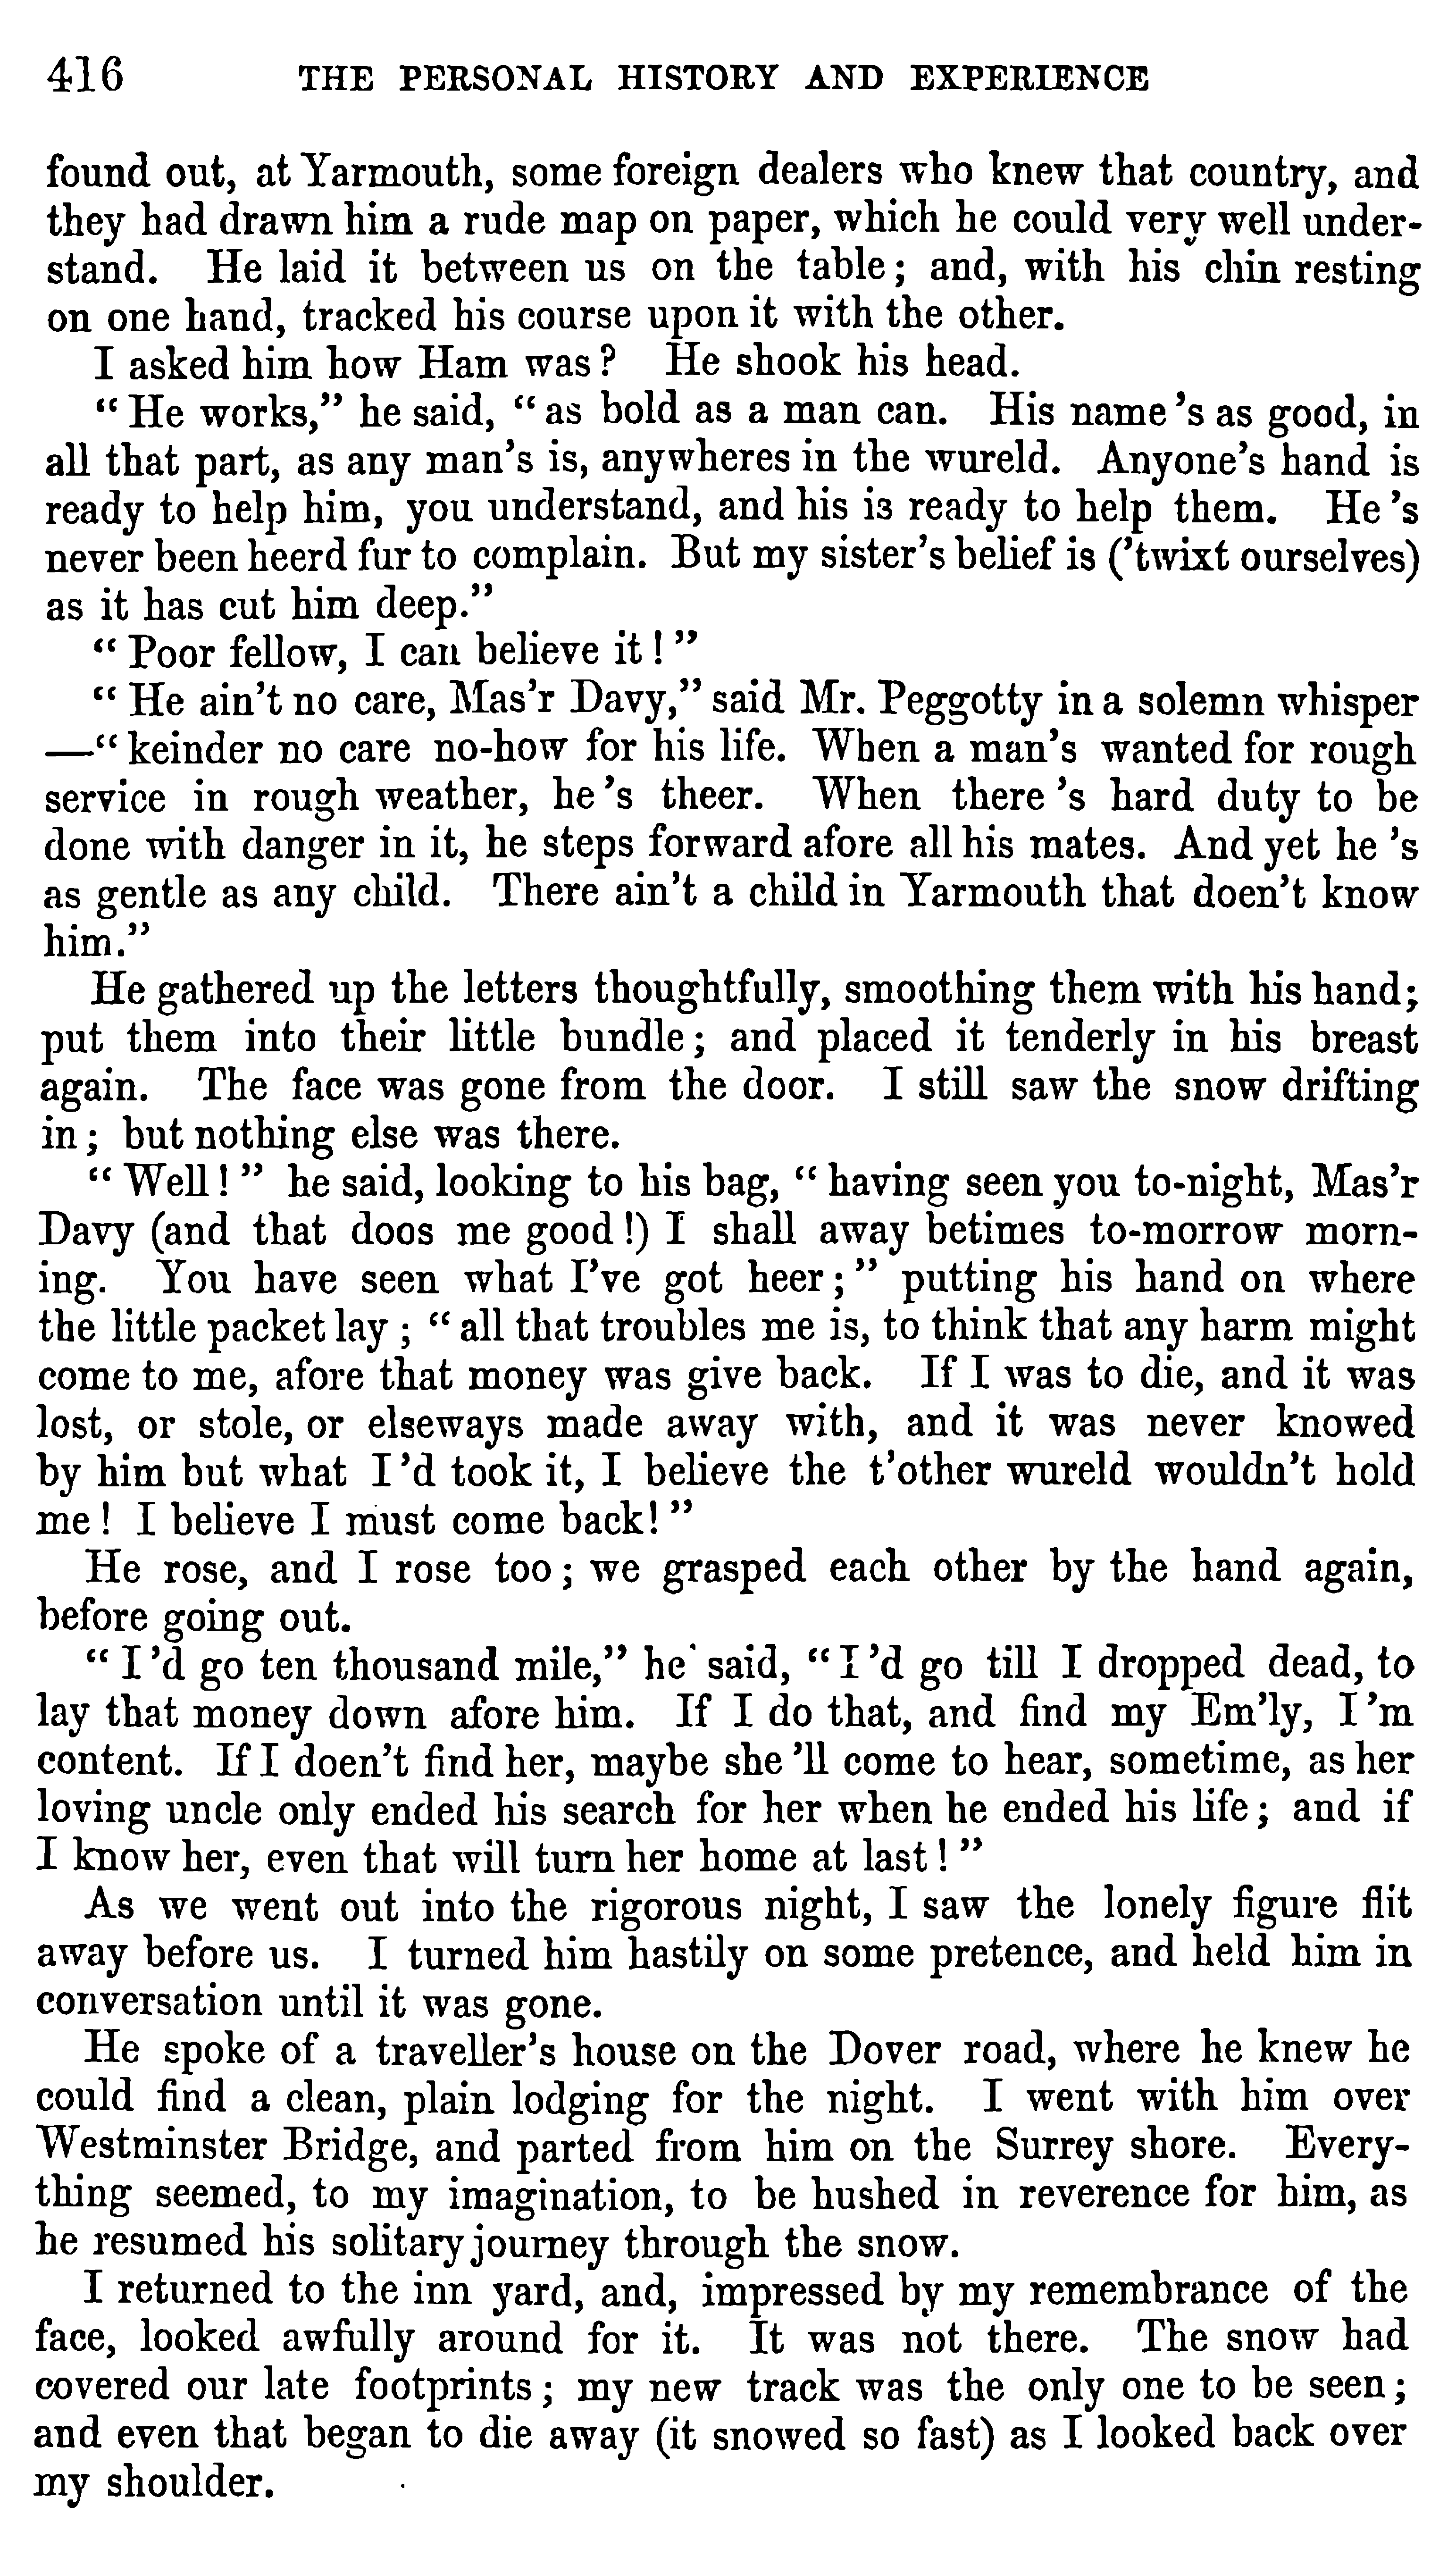 416 THE PERSONAL HISTORY AND EXPERIENCE
found out, at Yarmouth, some foreign dealers who knew that country, and
they had drawn him a rude map on paper, which he could very well under-
stand. He laid it between us on the table; and, with his chin resting
on one hand, tracked his course upon it with the other.
I asked him how Ham was? He shook his head.
"He works," he said, "as bold as a man can. His name's as good, in
all that part, as any man's is, anywheres in the wureld. Anyone's hand is
ready to help him, you understand, and his is ready to help them. He's
never been heerd fur to complain. But my sister's belief is ('twixt ourselves)
as it has cut him deep."
"Poor fellow, I can believe it!"
"He ain't no care, Mas'r Davy," said Mr. Peggotty in a solemn whisper
—"keinder no care no-how for his life. When a man's wanted for rough
service in rough weather, he's theer. When there's hard duty to be
done with danger in it, he steps forward afore all his mates. And yet he's
as gentle as any child. There ain't a child in Yarmouth that doen't know
him."
He gathered up the letters thoughtfully, smoothing them with his hand;
put them into their little bundle; and placed it tenderly in his breast
again. The face was gone from the door. I still saw the snow drifting
in; but nothing else was there.
"Well!" he said, looking to his bag, "having seen you to-night, Mas'r
Davy (and that doos me good!) I shall away betimes to-morrow morn-
ing. You have seen what I've got heer;" putting his hand on where
the little packet lay; "all that troubles me is, to think that any harm might
come to me, afore that money was give back. If I was to die, and it was
lost, or stole, or elseways made away with, and it was never knowed
by him but what I'd took it, I believe the t'other wureld wouldn't hold
me! I believe I must come back!"
He rose, and I rose too; we grasped each other by the hand again,
before going out.
"I'd go ten thousand mile," he said, "I'd go till I dropped dead, to
lay that money down afore him. If I do that, and find my Em'ly, I'm
content. If I doen't find her, maybe she'll come to hear, sometime, as her
loving uncle only ended his search for her when he ended his life; and if
I know her, even that will turn her home at last!"
As we went out into the rigorous night, I saw the lonely figure flit
away before us. I turned him hastily on some pretence, and held him in
conversation until it was gone.
He spoke of a traveller's house on the Dover road, where he knew he
could find a clean, plain lodging for the night. I went with him over
Westminster Bridge, and parted from him on the Surrey shore. Every-
thing seemed, to my imagination, to be hushed in reverence for him, as
he resumed his solitary journey through the snow.
I returned to the inn yard, and, impressed by my remembrance of the
face, looked awfully around for it. It was not there. The snow had
covered our late footprints; my new track was the only one to be seen;
and even that began to die away (it snowed so fast) as I looked back over
my shoulder.